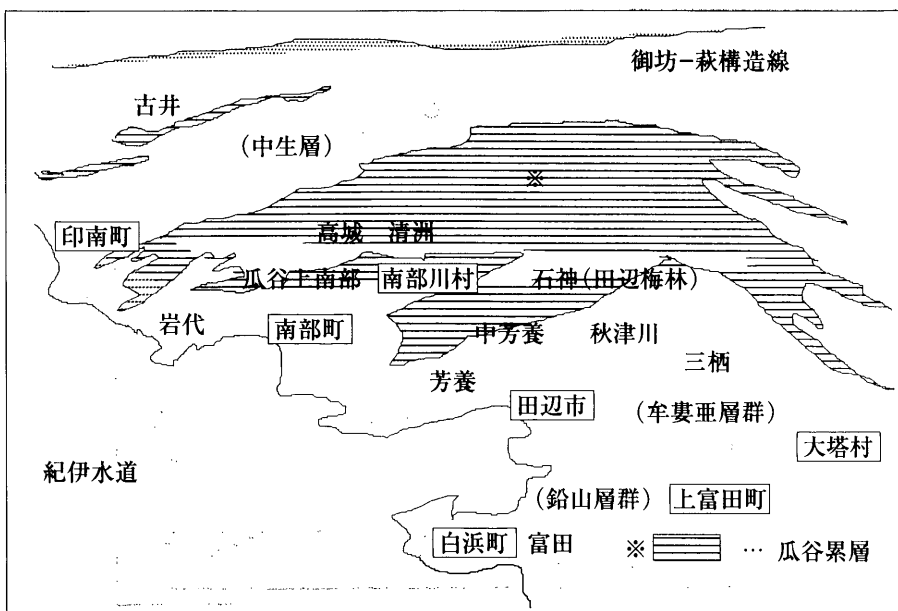 御坊−萩構造線
古井
(中生層)
※
印南町
高城 清洲
瓜谷上南部 南部川村 石神(田辺梅林)
岩代 南部町 中芳養 秋津川
三栖
芳養
田辺市 (牟婁亜層群)
大塔村
紀伊水道
(鉛山層群) 上富田町
白浜町 富田 ※ … 瓜谷累層